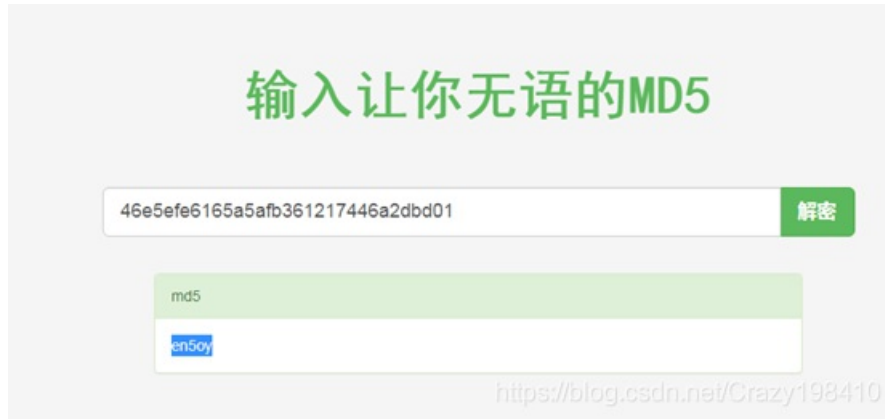 输入让你无语的MD5
46e5efe6165a5afb361217446a2dbd01
解密
md5
en5oy
https://blog.csdn.net/Crazy198410